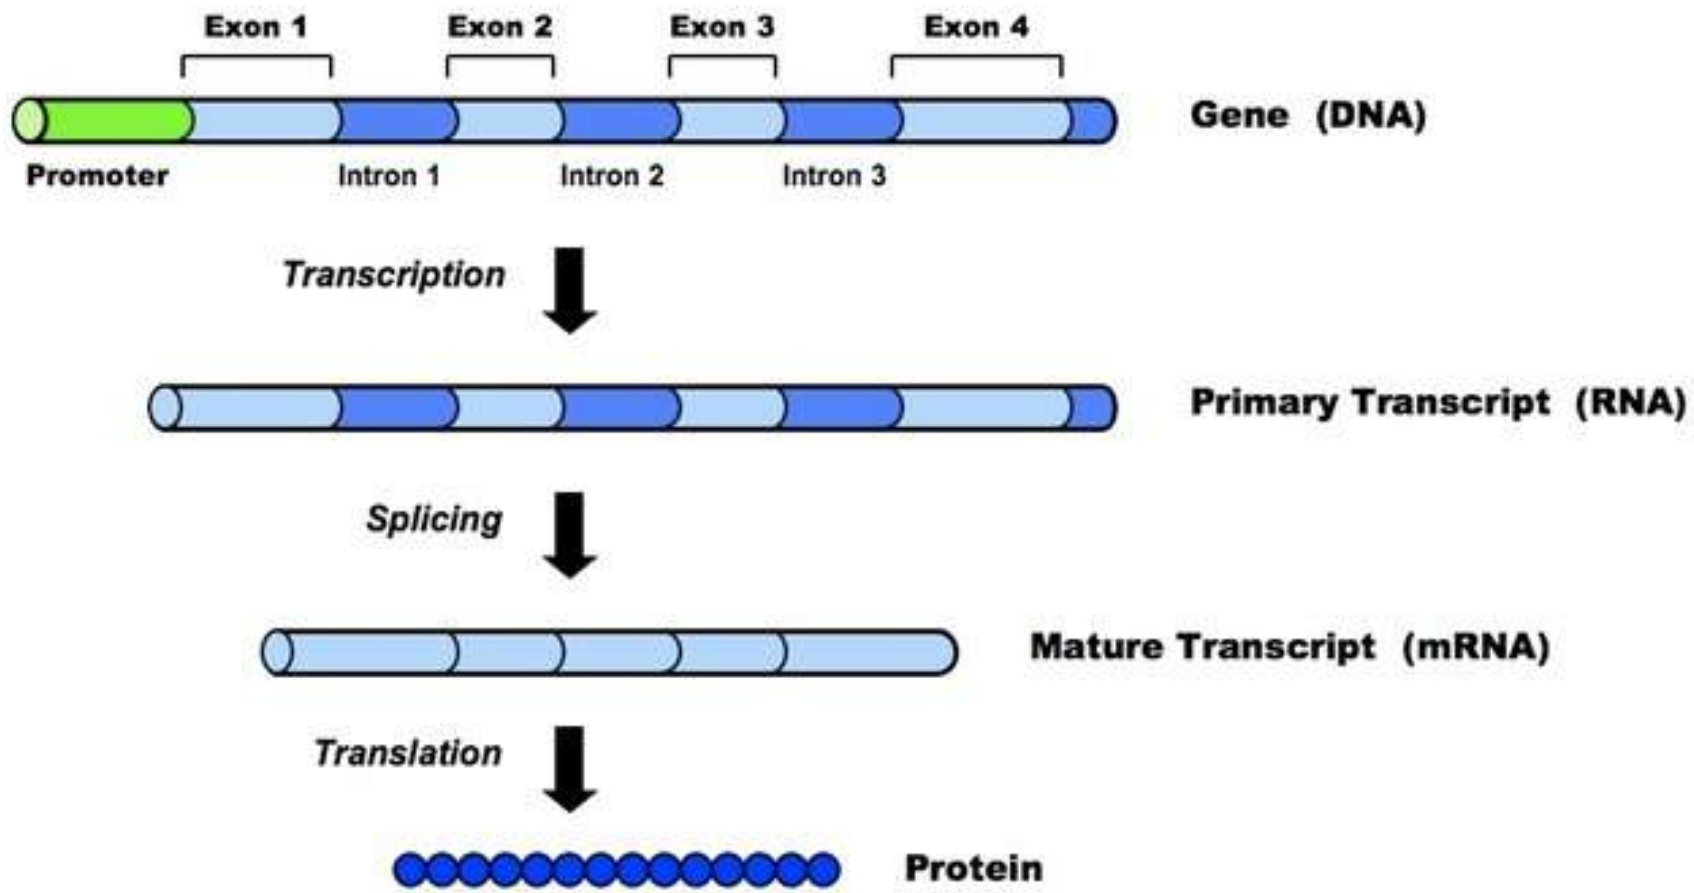 Exon 1 Exon 2 Exon 3 Exon 4
Gene (DNA)
Promoter Intron 1 Intron 2 Intron 3
Transcription
Primary Transcript (RNA)
Splicing
Mature Transcript (mRNA)
Translation
Protein